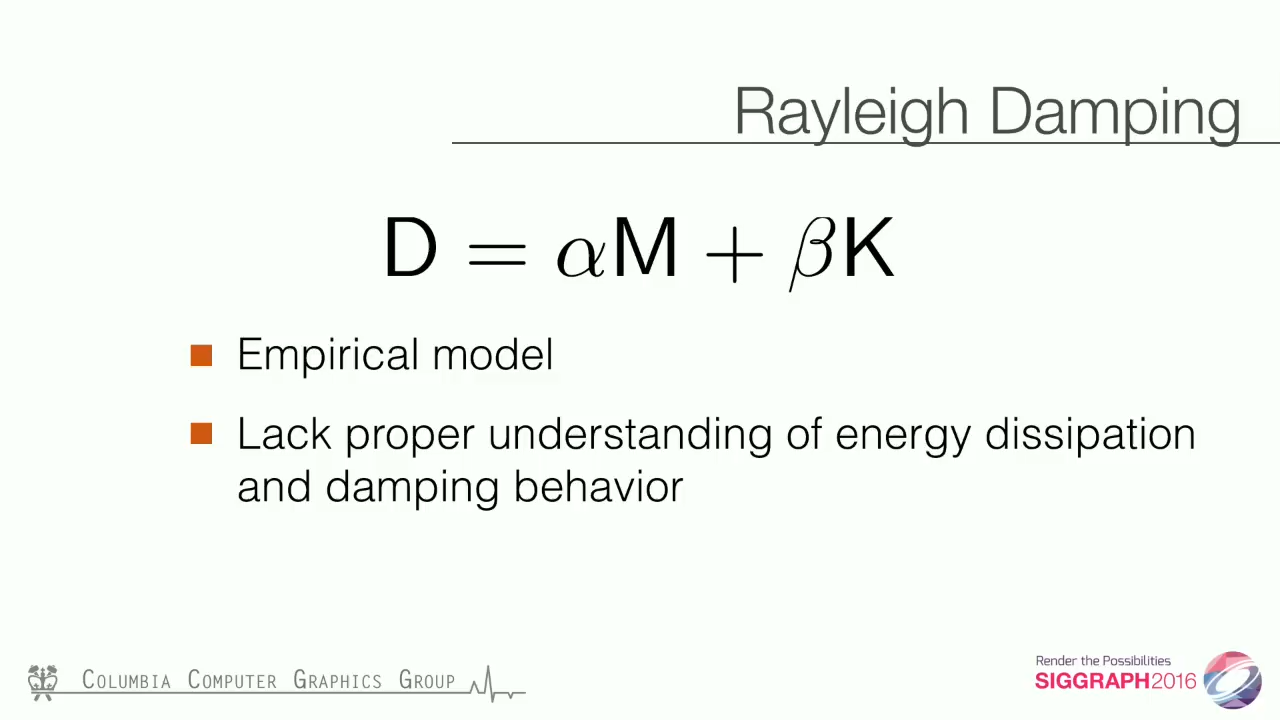 Rayleigh Damping
D = αM + βK
Empirical model
Lack proper understanding of energy dissipation
and damping behavior
Columbia Computer Graphics Group
Render the Possibilities
SIGGRAPH2016